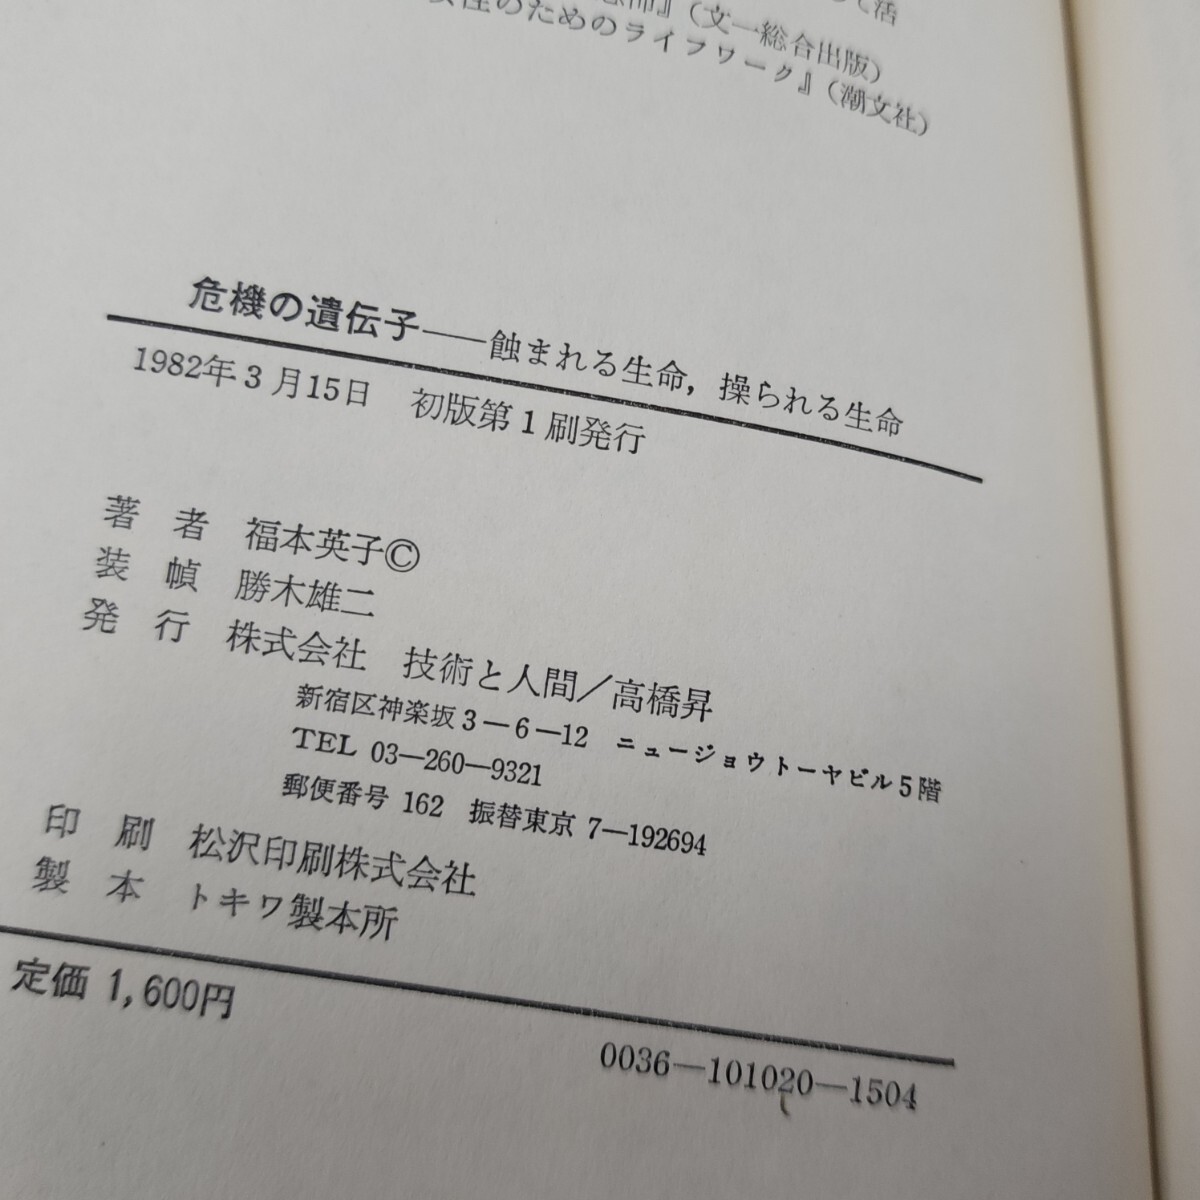 て活
』（文一総合出版）
のためのライフワーク』（潮文社）
危機の遺伝子——蝕まれる生命，操られる生命
1982年3月15日　初版第1刷発行
著　者　福本英子©
装　幀　勝木雄二
発　行　株式会社　技術と人間／高橋昇
新宿区神楽坂3—6—12　ニュージョウトーヤビル5階
TEL 03—260—9321
郵便番号 162　振替東京 7—192694
印　刷　松沢印刷株式会社
製　本　トキワ製本所
定価 1,600円
0036—101020—1504